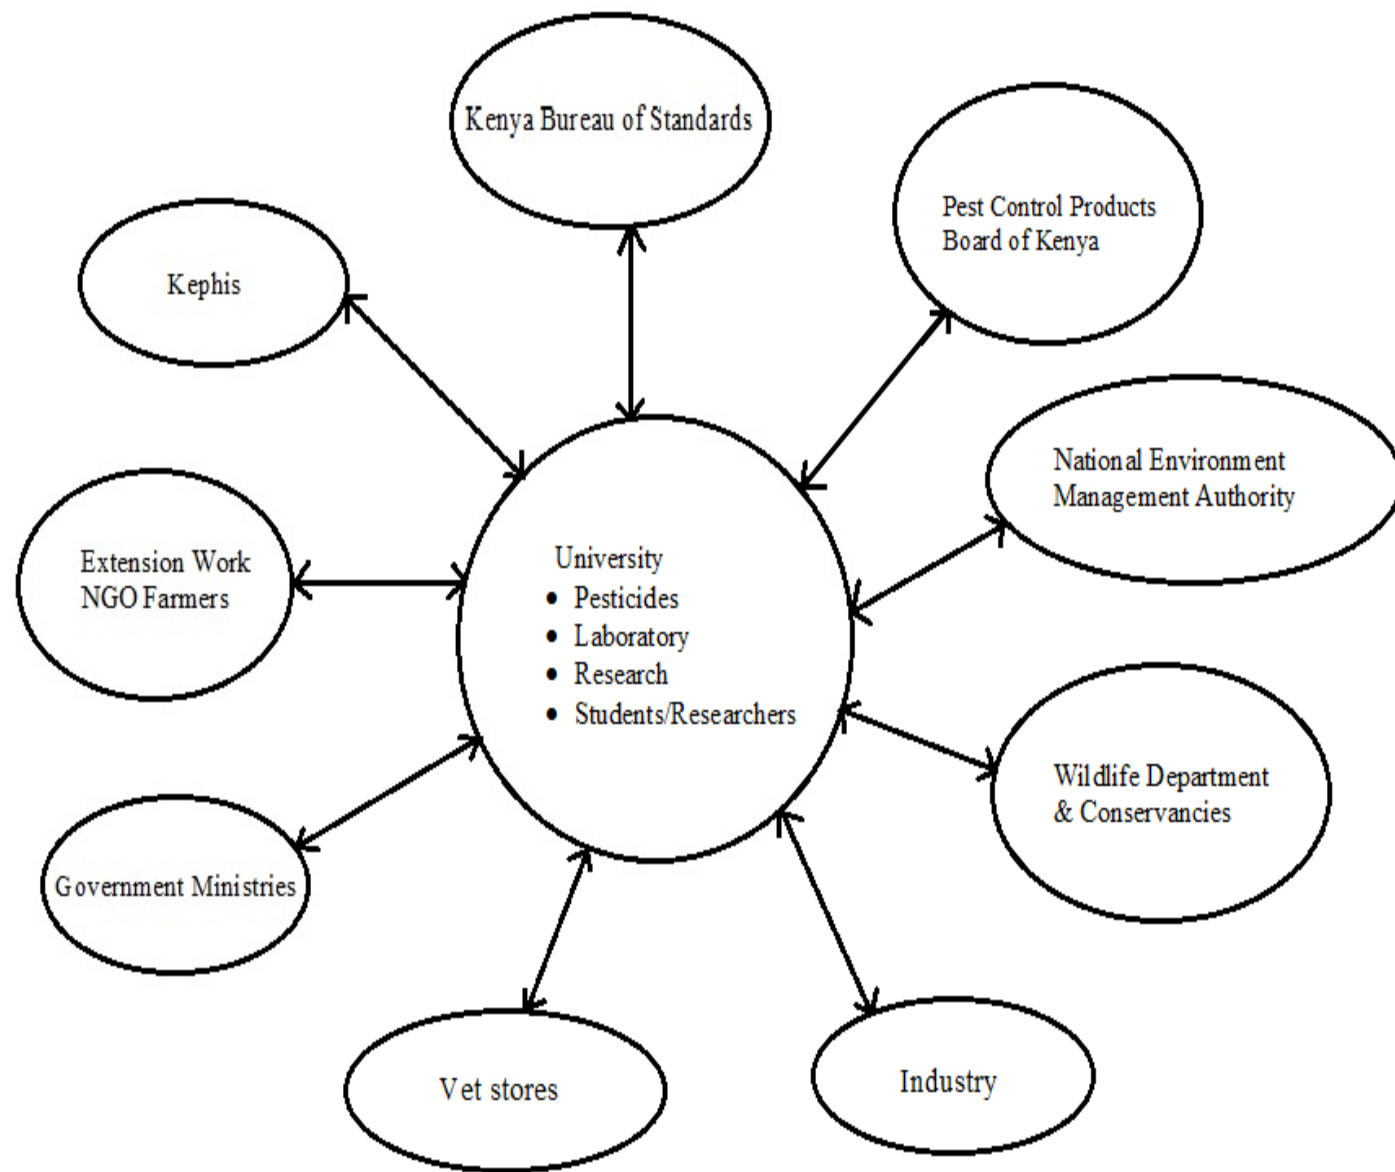 Kenya Bureau of Standards
Pest Control Products
Board of Kenya
Kephis
National Environment
Management Authority
Extension Work
NGO Farmers
University
• Pesticides
• Laboratory
• Research
• Students/Researchers
Wildlife Department
& Conservancies
Government Ministries
Vet stores
Industry